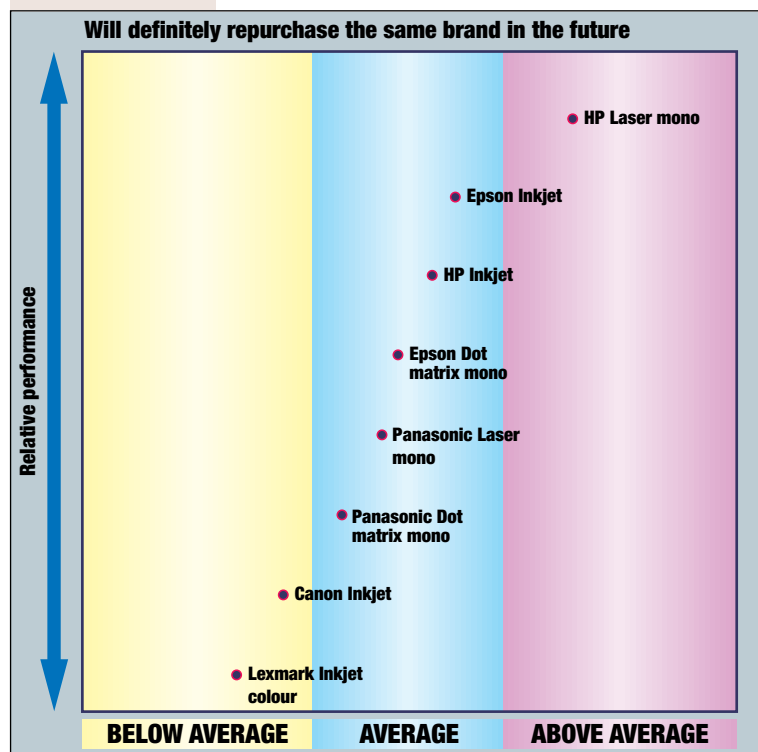 Will definitely repurchase the same brand in the future
Relative performance
HP Laser mono
Epson Inkjet
HP Inkjet
Epson Dot
matrix mono
Panasonic Laser
mono
Panasonic Dot
matrix mono
Canon Inkjet
Lexmark Inkjet
colour
BELOW AVERAGE
AVERAGE
ABOVE AVERAGE